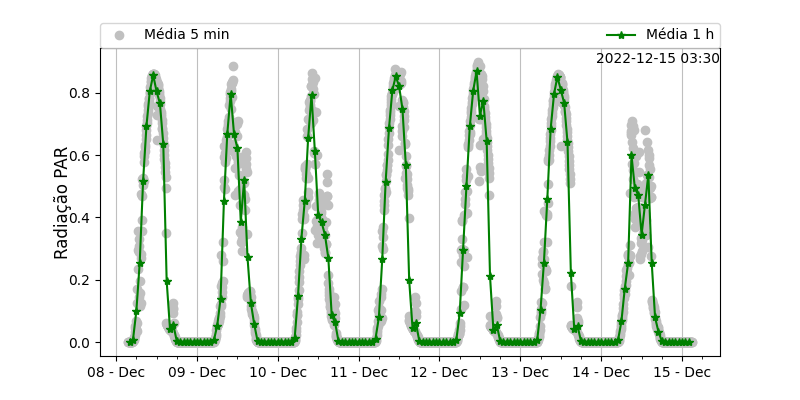 Média 5 min
Média 1 h
2022-12-15 03:30
Radiação PAR
0.8
0.6
0.4
0.2
0.0
08 - Dec
09 - Dec
10 - Dec
11 - Dec
12 - Dec
13 - Dec
14 - Dec
15 - Dec